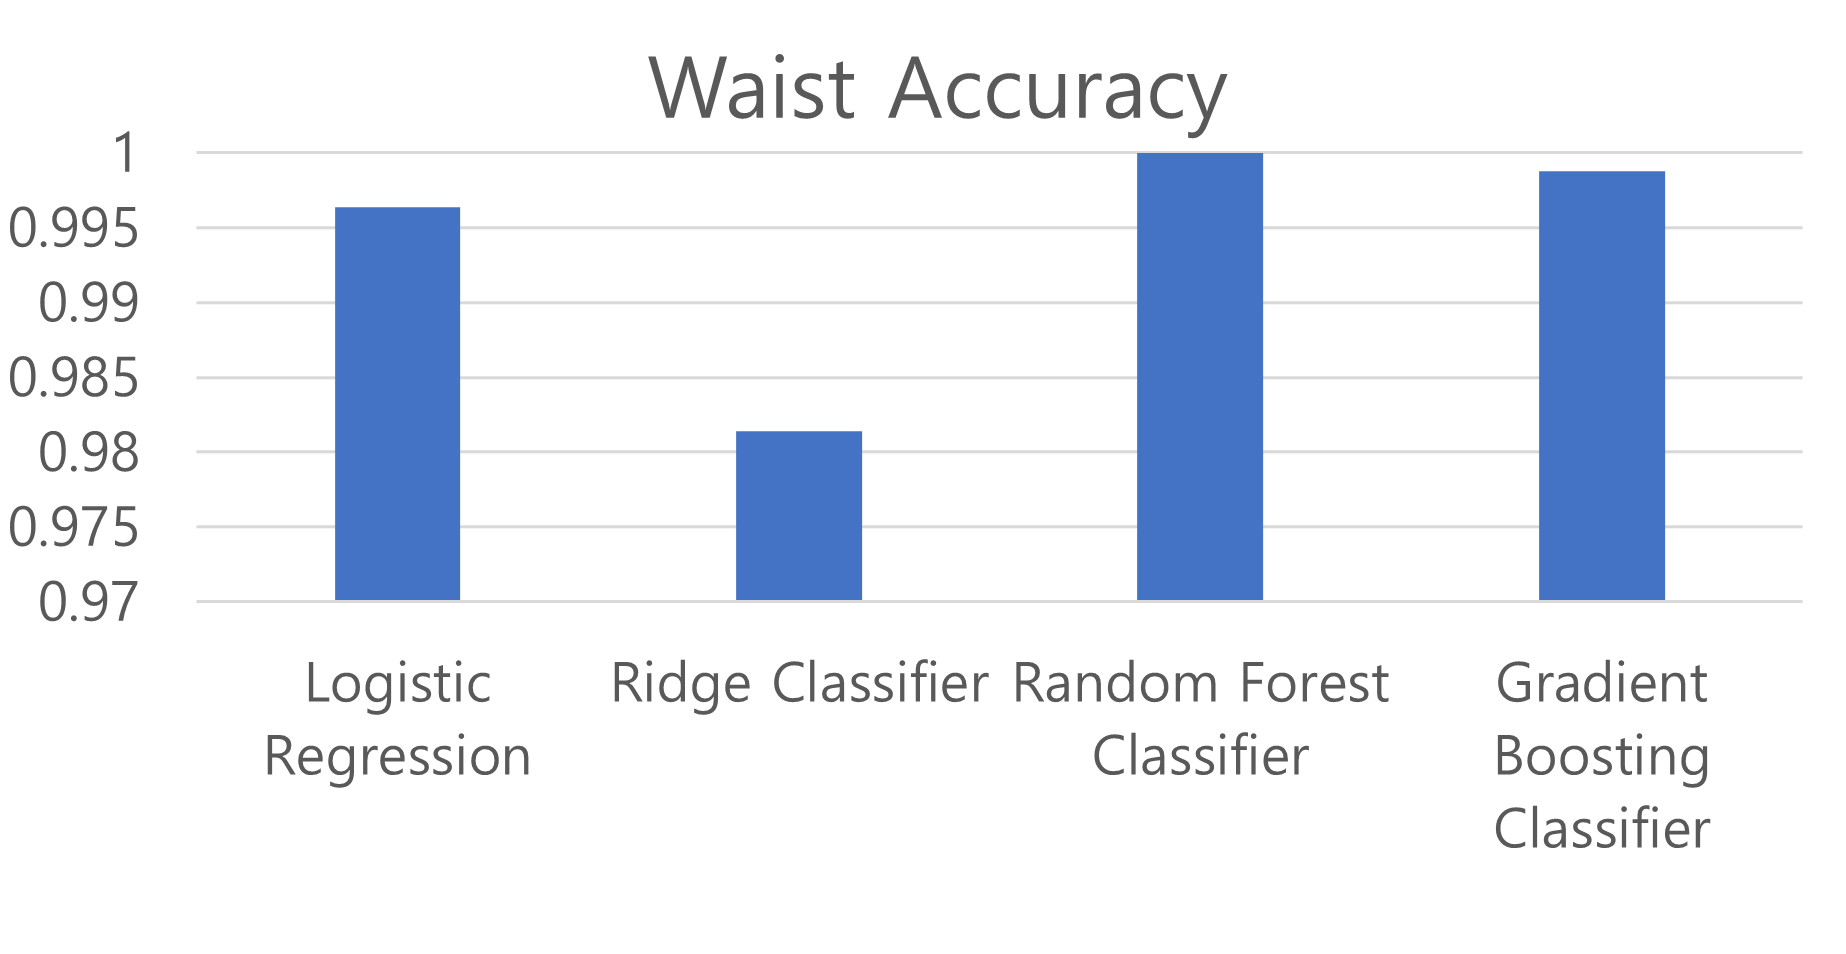 Waist Accuracy
1
0.995
0.99
0.985
0.98
0.975
0.97
Logistic
Regression
Ridge Classifier
Random Forest
Classifier
Gradient
Boosting
Classifier